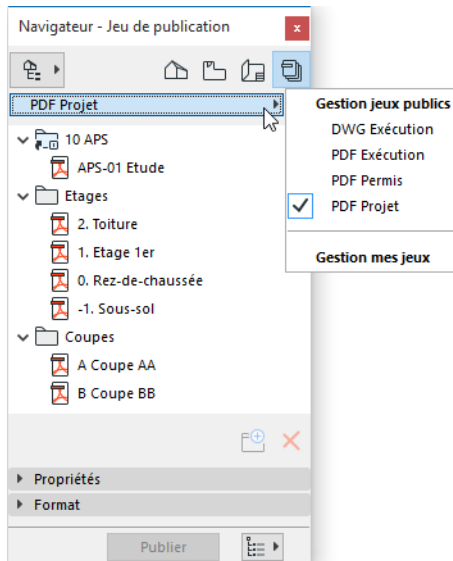 Navigateur - Jeu de publication
x
PDF Projet
10 APS
APS-01 Etude
Etages
2. Toiture
1. Etage 1er
0. Rez-de-chaussée
-1. Sous-sol
Coupes
A Coupe AA
B Coupe BB
Propriétés
Format
Publier
Gestion jeux publics
DWG Exécution
PDF Exécution
PDF Permis
PDF Projet
Gestion mes jeux